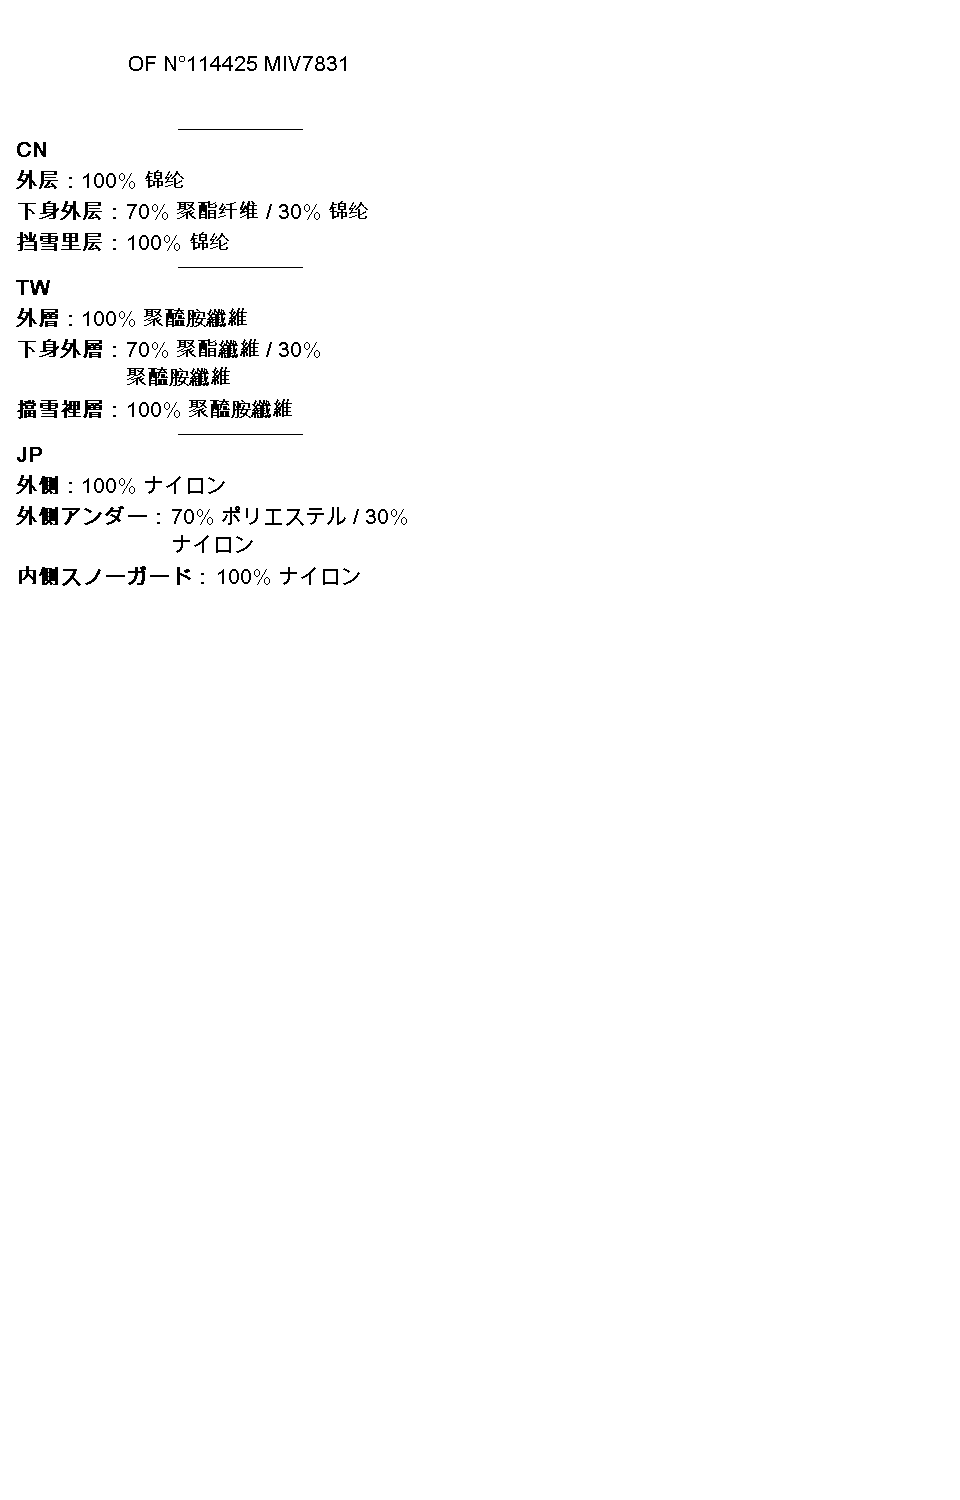 OF N°114425 MIV7831
CN
外层 : 100% 锦纶
下身外层 : 70% 聚酯纤维 / 30% 锦纶
挡雪里层 : 100% 锦纶
TW
外層 : 100% 聚醯胺纖維
下身外層 : 70% 聚酯纖維 / 30%
聚醯胺纖維
擋雪裡層 : 100% 聚醯胺纖維
JP
外側 : 100% ナイロン
外側アンダー : 70% ポリエステル / 30%
ナイロン
内側スノーガード : 100% ナイロン